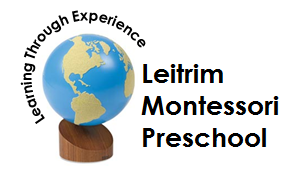 Learning Through Experience
Leitrim
Montessori
Preschool